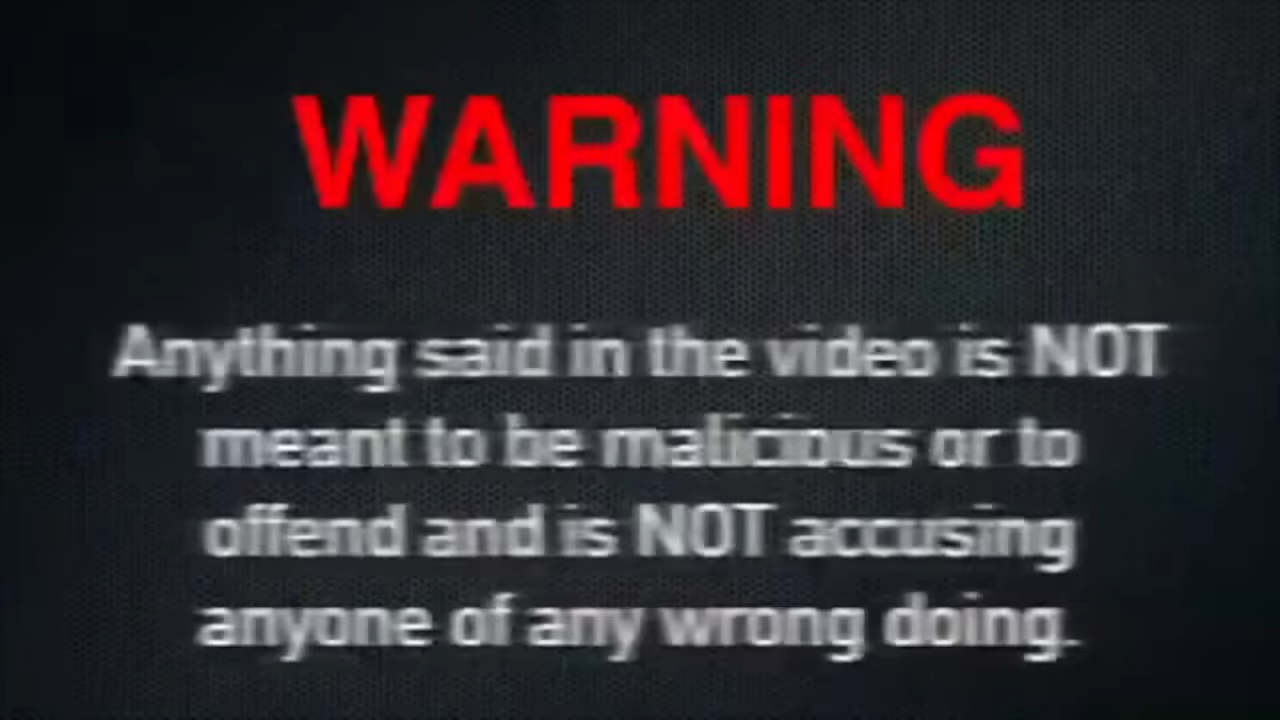 WARNING
Anything said in the video is NOT
meant to be malicious or to
offend and is NOT accusing
anyone of any wrong doing.